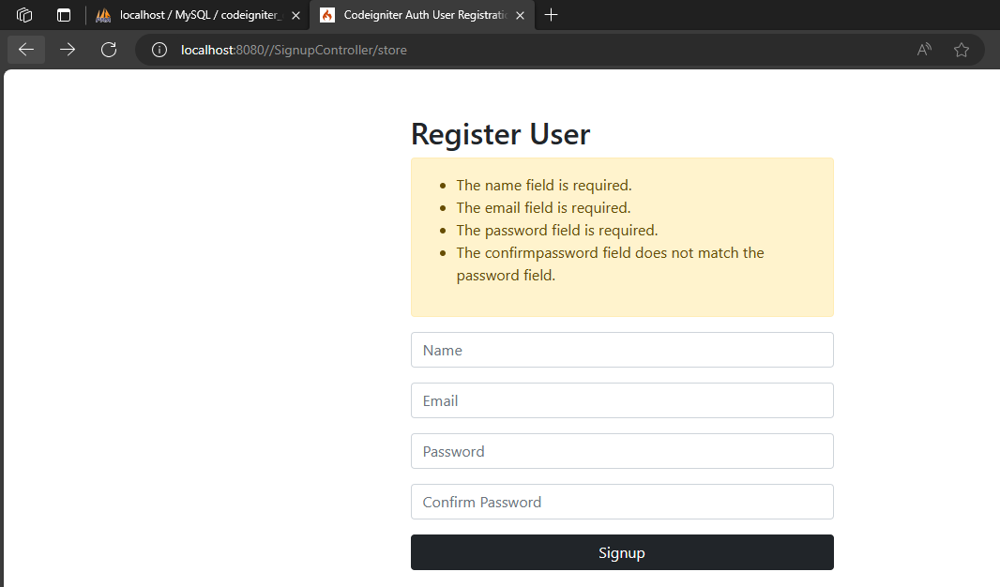 localhost / MySQL / codeigniter_
Codeigniter Auth User Registratio
localhost:8080//SignupController/store
Register User
The name field is required.
The email field is required.
The password field is required.
The confirmpassword field does not match the
password field.
Name
Email
Password
Confirm Password
Signup